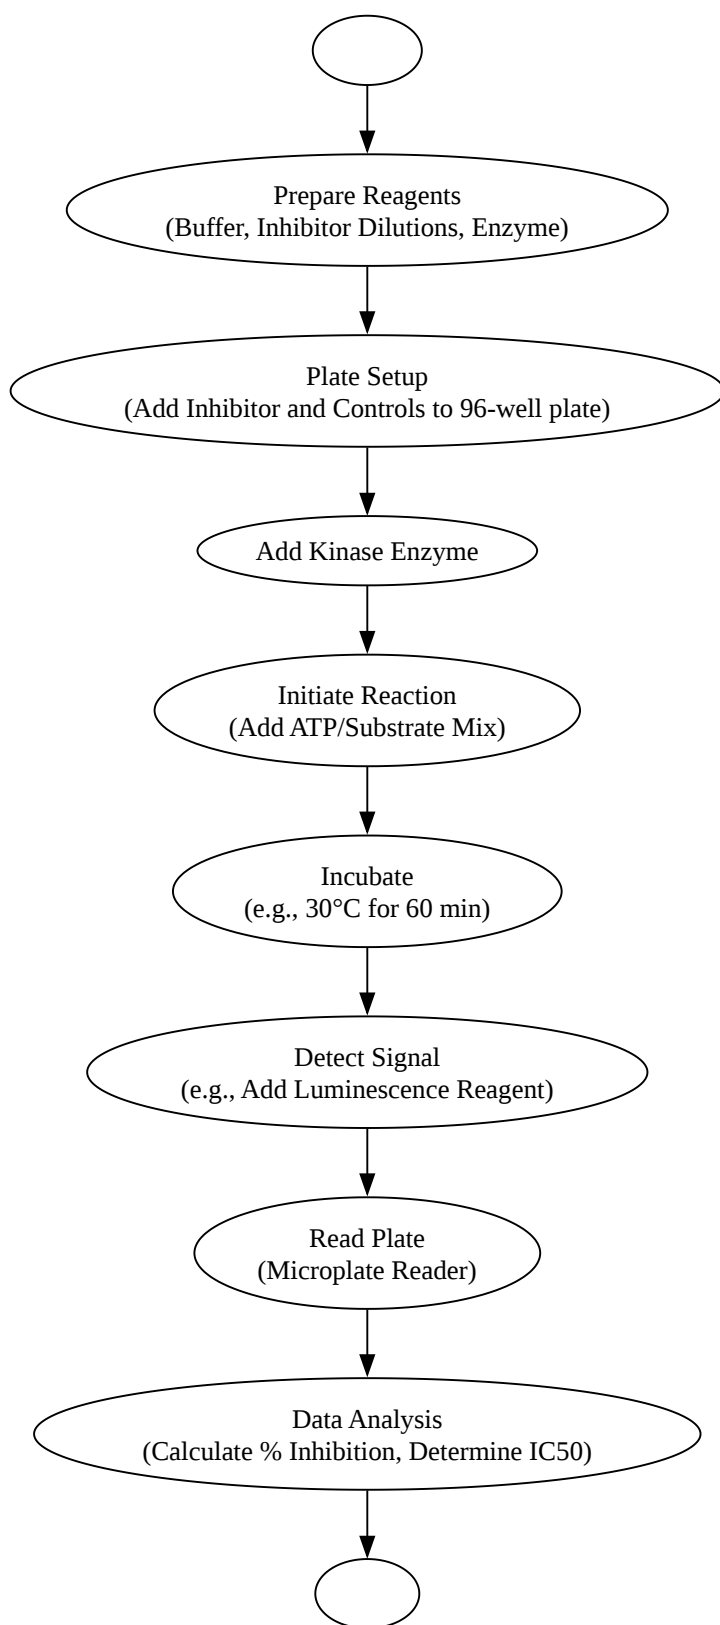 Prepare Reagents
(Buffer, Inhibitor Dilutions, Enzyme)
Plate Setup
(Add Inhibitor and Controls to 96-well plate)
Add Kinase Enzyme
Initiate Reaction
(Add ATP/Substrate Mix)
Incubate
(e.g., 30°C for 60 min)
Detect Signal
(e.g., Add Luminescence Reagent)
Read Plate
(Microplate Reader)
Data Analysis
(Calculate % Inhibition, Determine IC50)